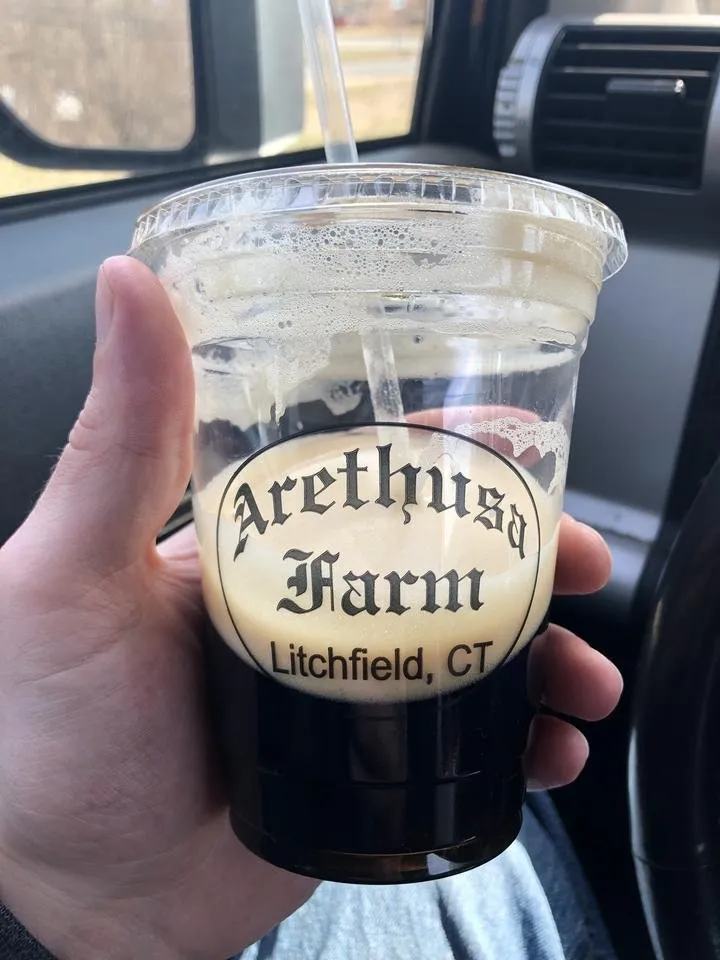 Arethusa
Farm
Litchfield, CT